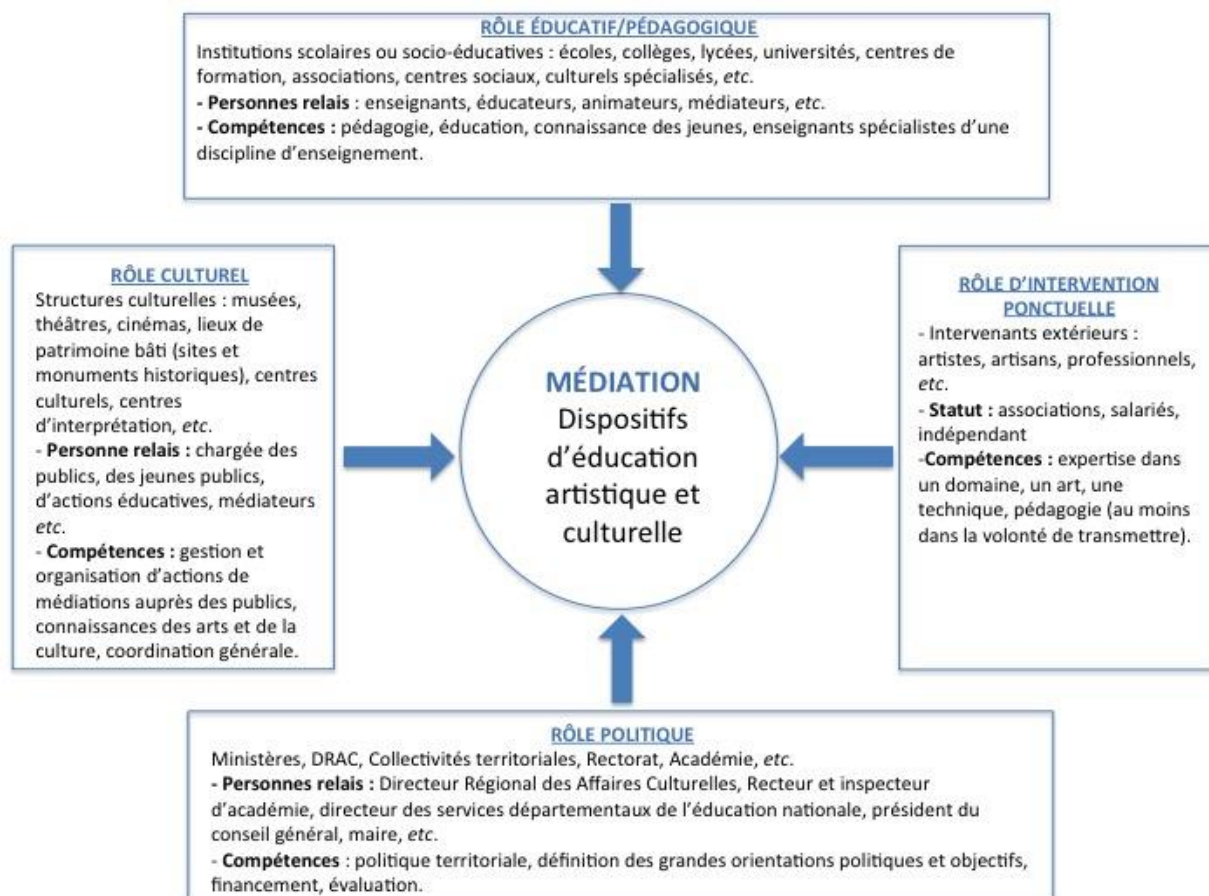 RÔLE ÉDUCATIF/PÉDAGOGIQUE
Institutions scolaires ou socio-éducatives : écoles, collèges, lycées, universités, centres de
formation, associations, centres sociaux, culturels spécialisés, etc.
- Personnes relais : enseignants, éducateurs, animateurs, médiateurs, etc.
- Compétences : pédagogie, éducation, connaissance des jeunes, enseignants spécialistes d’une
discipline d’enseignement.
RÔLE CULTUREL
Structures culturelles : musées,
théâtres, cinémas, lieux de
patrimoine bâti (sites et
monuments historiques), centres
culturels, centres
d’interprétation, etc.
- Personne relais : chargée des
publics, des jeunes publics,
d’actions éducatives, médiateurs
etc.
- Compétences : gestion et
organisation d’actions de
médiations auprès des publics,
connaissances des arts et de la
culture, coordination générale.
MÉDIATION
Dispositifs
d’éducation
artistique et
culturelle
RÔLE D’INTERVENTION
PONCTUELLE
- Intervenants extérieurs :
artistes, artisans, professionnels,
etc.
- Statut : associations, salariés,
indépendant
-Compétences : expertise dans
un domaine, un art, une
technique, pédagogie (au moins
dans la volonté de transmettre).
RÔLE POLITIQUE
Ministères, DRAC, Collectivités territoriales, Rectorat, Académie, etc.
- Personnes relais : Directeur Régional des Affaires Culturelles, Recteur et inspecteur
d’académie, directeur des services départementaux de l’éducation nationale, président du
conseil général, maire, etc.
- Compétences : politique territoriale, définition des grandes orientations politiques et objectifs,
financement, évaluation.